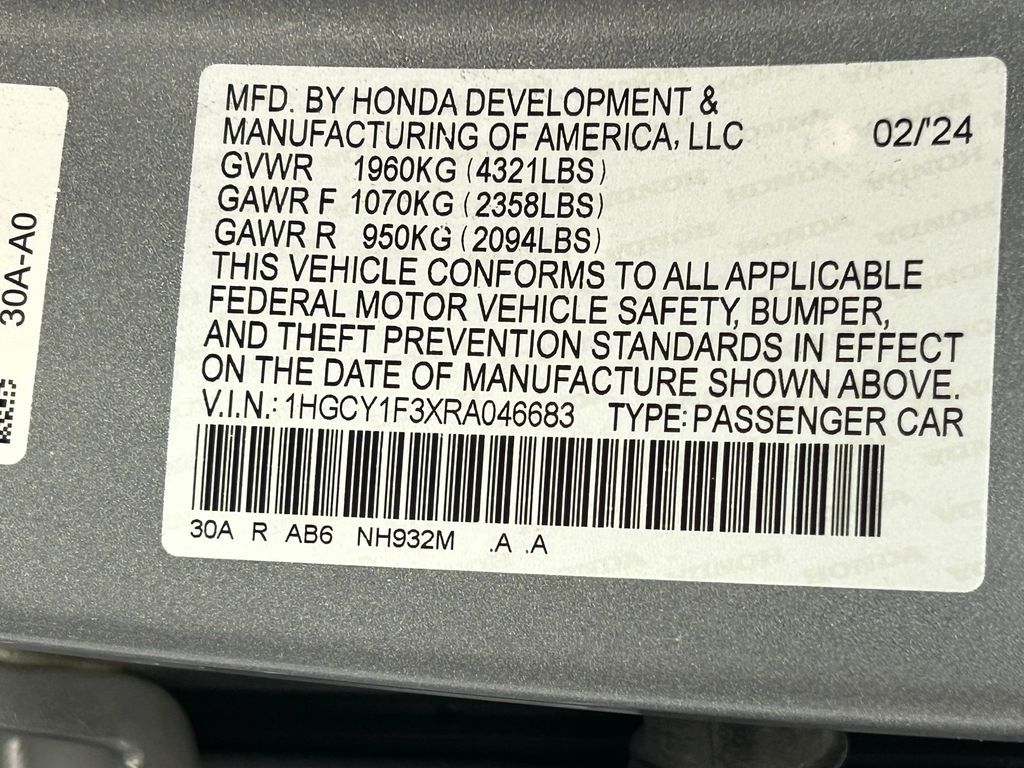 MFD. BY HONDA DEVELOPMENT &
MANUFACTURING OF AMERICA, LLC 02/'24
GVWR 1960KG (4321LBS)
GAWR F 1070KG (2358LBS)
GAWR R 950KG (2094LBS)
THIS VEHICLE CONFORMS TO ALL APPLICABLE
FEDERAL MOTOR VEHICLE SAFETY, BUMPER,
AND THEFT PREVENTION STANDARDS IN EFFECT
ON THE DATE OF MANUFACTURE SHOWN ABOVE.
V.I.N.: 1HGCY1F3XRA046683 TYPE: PASSENGER CAR
30A R AB6 NH932M .A .A
30A-A0